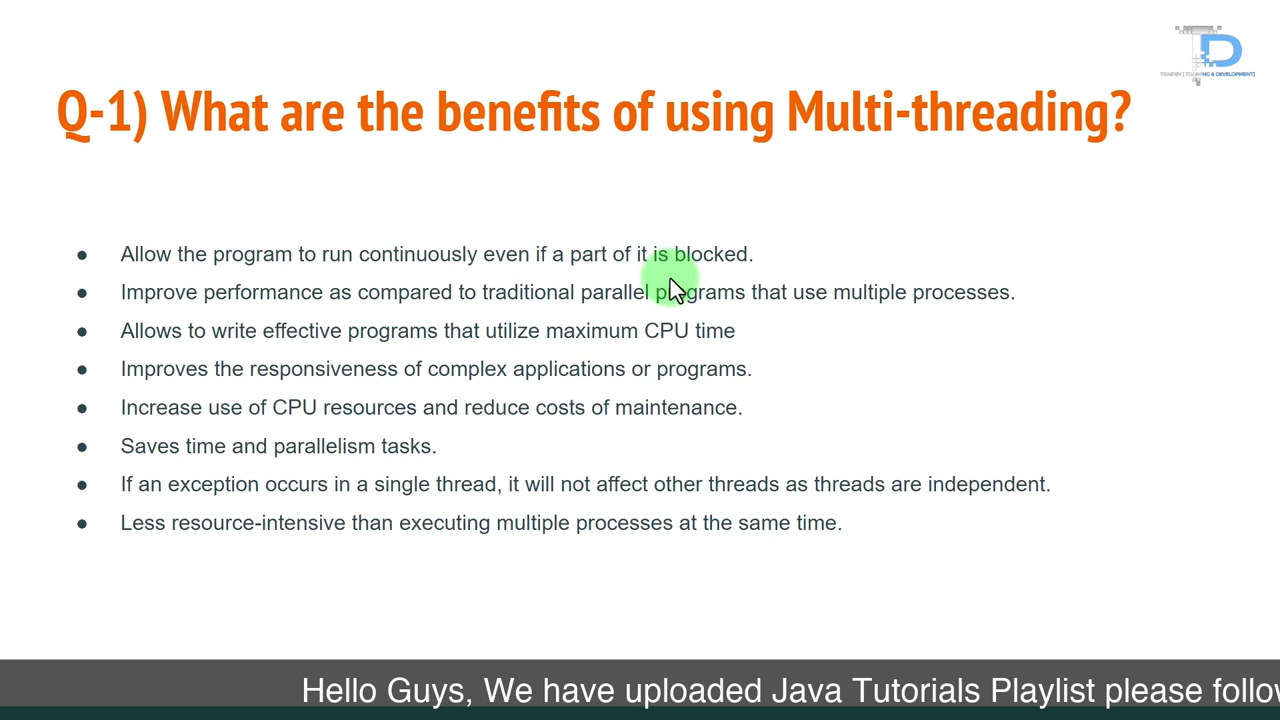 TRAIDEV [ TRAINING & DEVELOPMENT]
Q-1) What are the benefits of using Multi-threading?
● Allow the program to run continuously even if a part of it is blocked.
● Improve performance as compared to traditional parallel programs that use multiple processes.
● Allows to write effective programs that utilize maximum CPU time
● Improves the responsiveness of complex applications or programs.
● Increase use of CPU resources and reduce costs of maintenance.
● Saves time and parallelism tasks.
● If an exception occurs in a single thread, it will not affect other threads as threads are independent.
● Less resource-intensive than executing multiple processes at the same time.
Hello Guys, We have uploaded Java Tutorials Playlist please follow